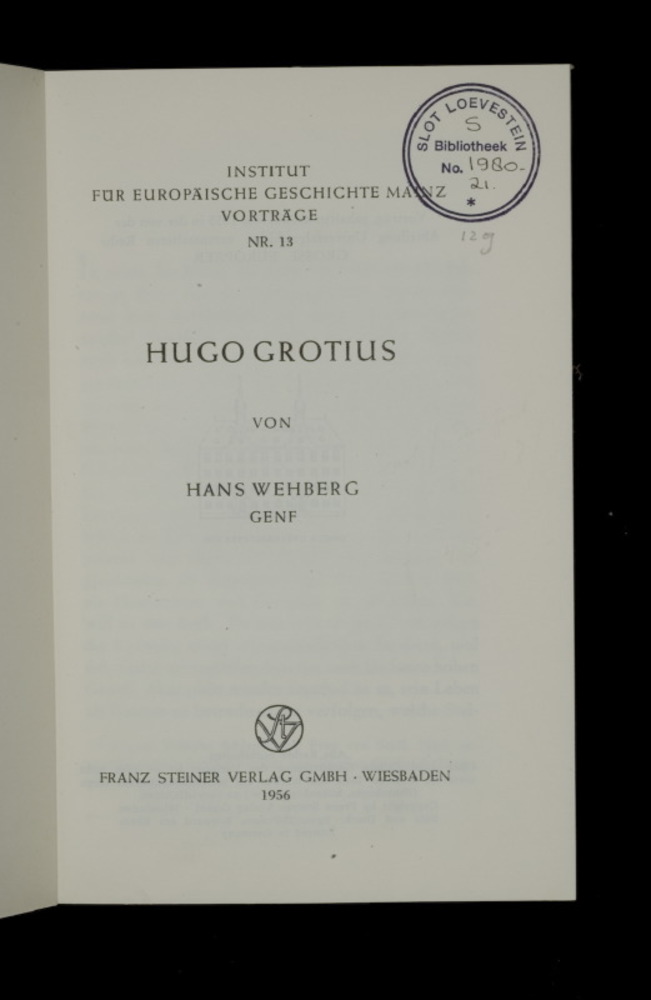 INSTITUT
FÜR EUROPÄISCHE GESCHICHTE MAINZ
VORTRÄGE
NR. 13
SLOT LOEVESTEIN
S
Bibliotheek
No. 1980-
21.
*
12 g
HUGO GROTIUS
VON
HANS WEHBERG
GENF
FRANZ STEINER VERLAG GMBH · WIESBADEN
1956